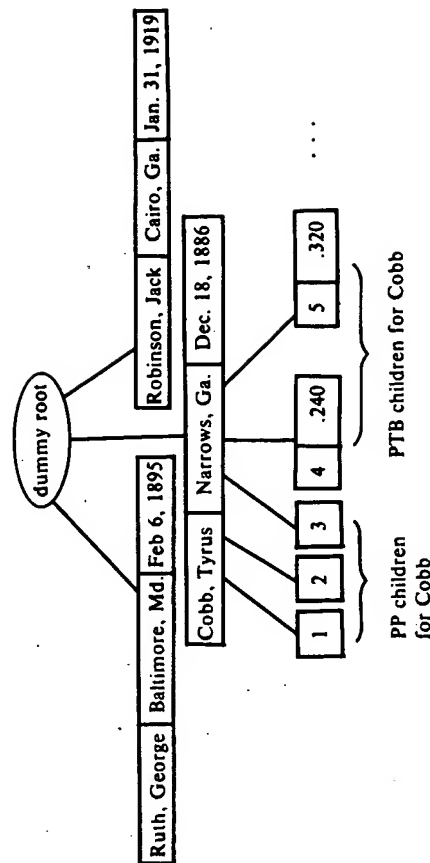 dummy root
Ruth, George Baltimore, Md. Feb 6, 1895
Robinson, Jack Cairo, Ga. Jan. 31, 1919
Cobb, Tyrus Narrows, Ga. Dec. 18, 1886
1 2 3 4 .240 5 .320 . . .
PP children
for Cobb
PTB children for Cobb